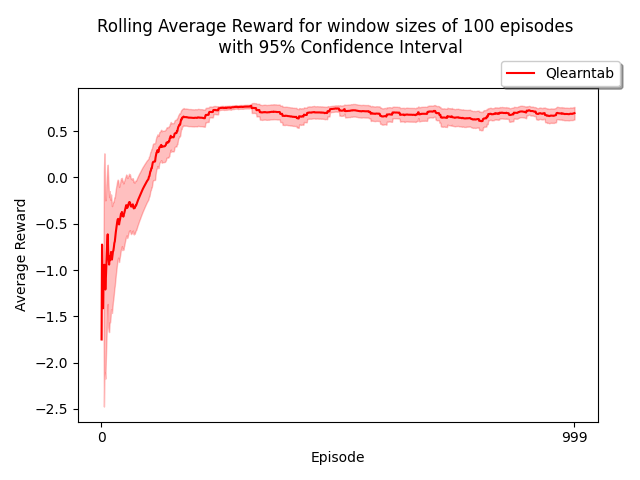 Rolling Average Reward for window sizes of 100 episodes
with 95% Confidence Interval
Qlearntab
0.5
0.0
−0.5
−1.0
−1.5
−2.0
−2.5
Average Reward
0
999
Episode